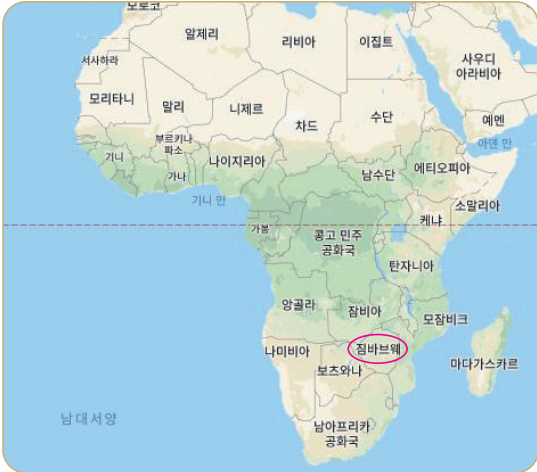 모로코
알제리
리비아
이집트
서사하라
사우디
아라비아
모리타니
말리
니제르
차드
수단
예멘
부르키나
파소
아덴 만
기니
나이지리아
가나
남수단
에티오피아
기니 만
소말리아
케냐
가봉
콩고 민주
공화국
탄자니아
앙골라
잠비아
모잠비크
짐바브웨
나미비아
보츠와나
마다가스카르
남대서양
남아프리카
공화국